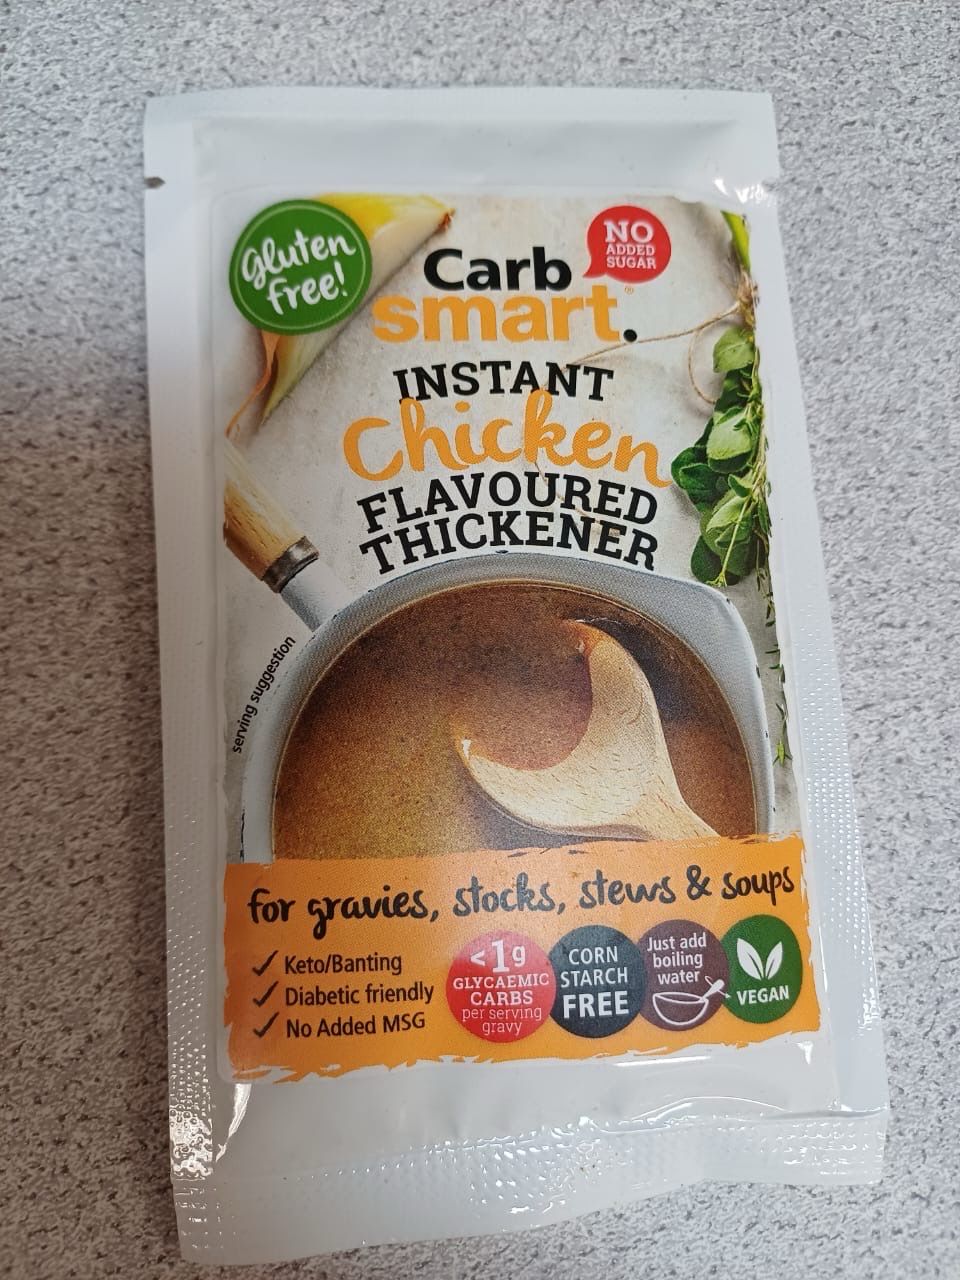 Gluten
free!
Carb
smart®.
NO
ADDED
SUGAR
INSTANT
Chicken
FLAVOURED
THICKENER
serving suggestion
for gravies, stocks, stews & soups
✓ Keto/Banting
✓ Diabetic friendly
✓ No Added MSG
<1g
GLYCAEMIC
CARBS
per serving
gravy
CORN
STARCH
FREE
Just add
boiling
water
VEGAN